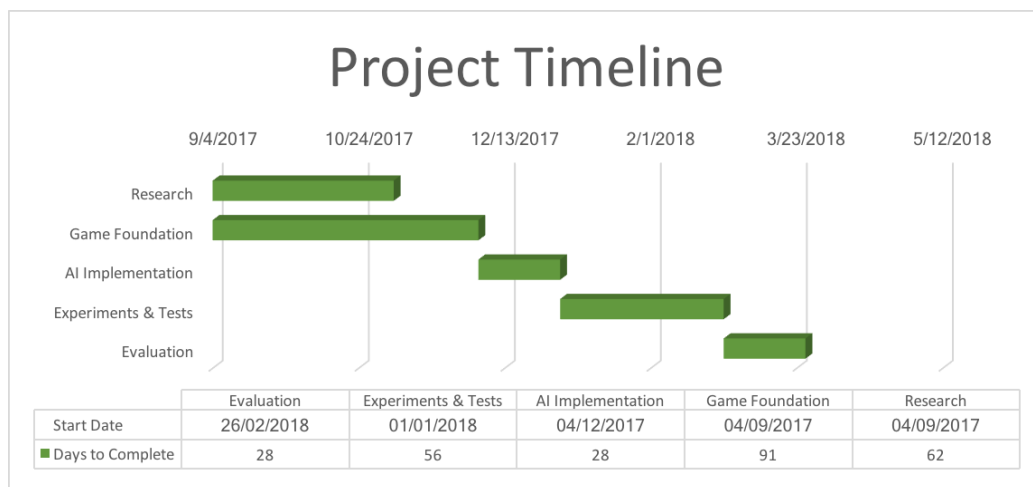 Project Timeline
9/4/2017 10/24/2017 12/13/2017 2/1/2018 3/23/2018 5/12/2018
Research
Game Foundation
AI Implementation
Experiments & Tests
Evaluation
Evaluation Experiments & Tests AI Implementation Game Foundation Research
Start Date 26/02/2018 01/01/2018 04/12/2017 04/09/2017 04/09/2017
Days to Complete 28 56 28 91 62